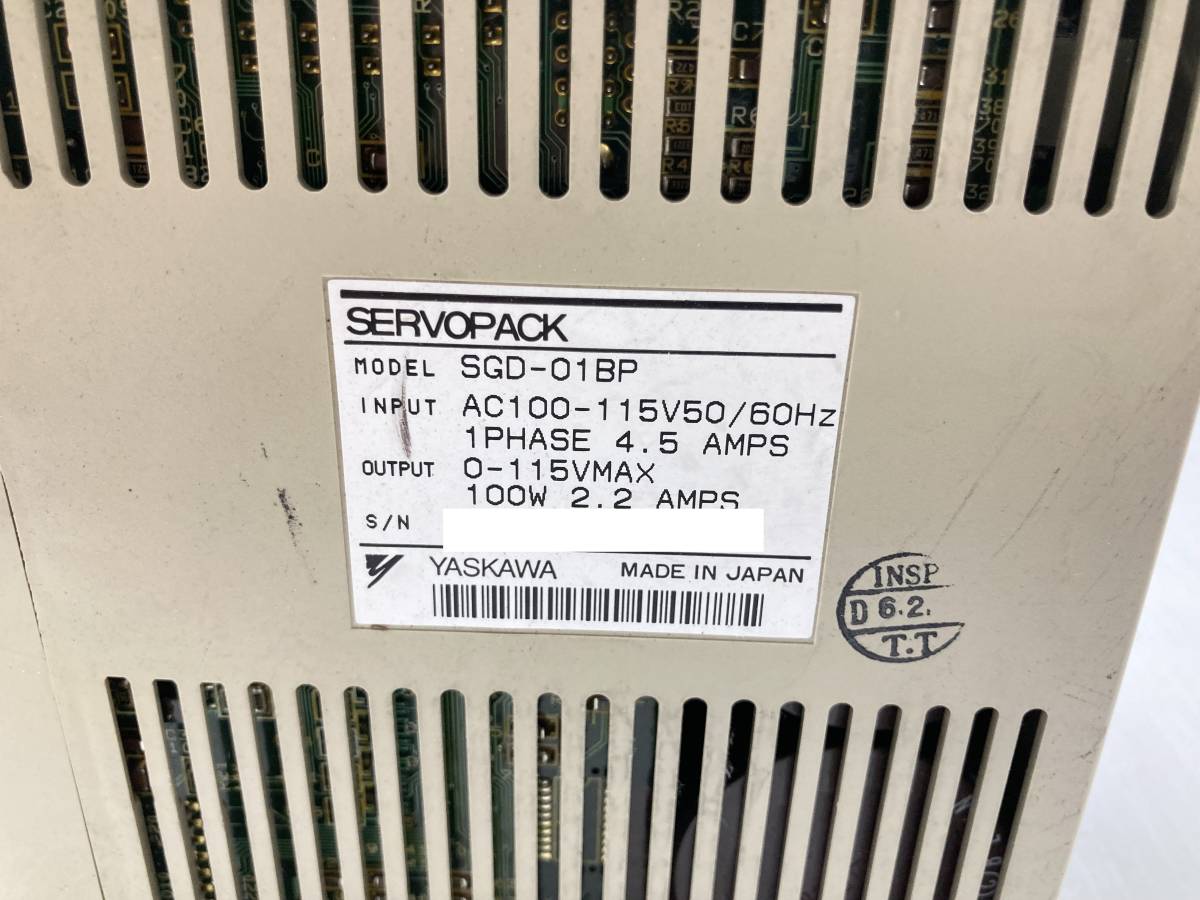 SERVOPACK
MODEL SGD-01BP
INPUT AC100-115V50/60Hz
1PHASE 4.5 AMPS
OUTPUT 0-115VMAX
100W 2.2 AMPS
S/N
YASKAWA MADE IN JAPAN
INSP
D 6.2.
T.T